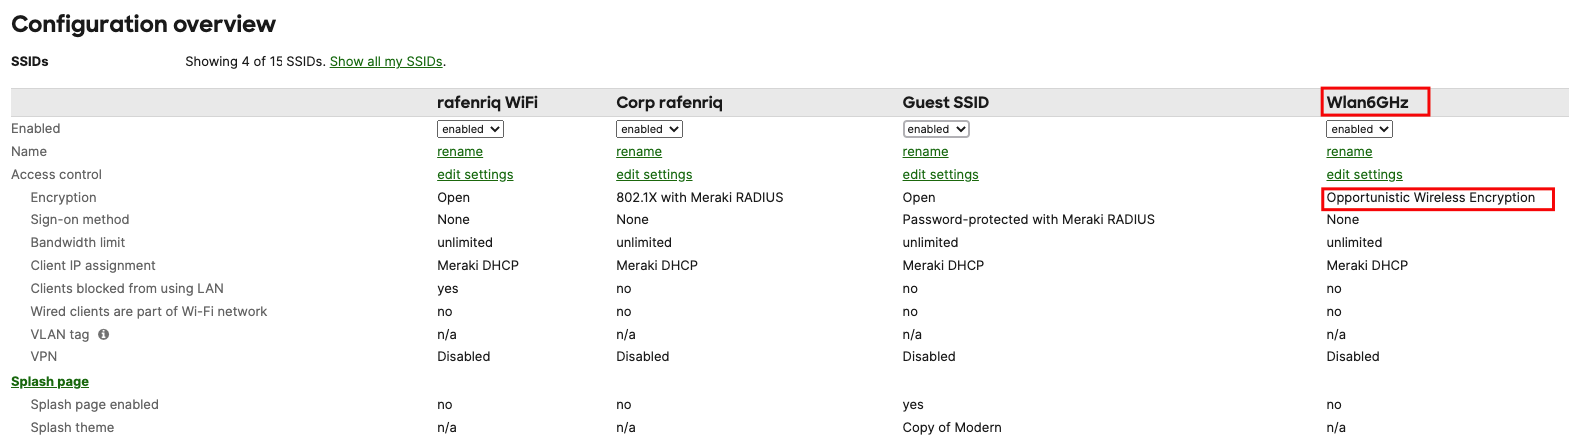 Configuration overview
SSIDs Showing 4 of 15 SSIDs. Show all my SSIDs.
rafenriq WiFi Corp rafenriq Guest SSID Wlan6GHz
Enabled enabled enabled enabled enabled
Name rename rename rename rename
Access control edit settings edit settings edit settings edit settings
Encryption Open 802.1X with Meraki RADIUS Open Opportunistic Wireless Encryption
Sign-on method None None Password-protected with Meraki RADIUS None
Bandwidth limit unlimited unlimited unlimited unlimited
Client IP assignment Meraki DHCP Meraki DHCP Meraki DHCP Meraki DHCP
Clients blocked from using LAN yes no no no
Wired clients are part of Wi-Fi network no no no no
VLAN tag n/a n/a n/a n/a
VPN Disabled Disabled Disabled Disabled
Splash page
Splash page enabled no no yes no
Splash theme n/a n/a Copy of Modern n/a